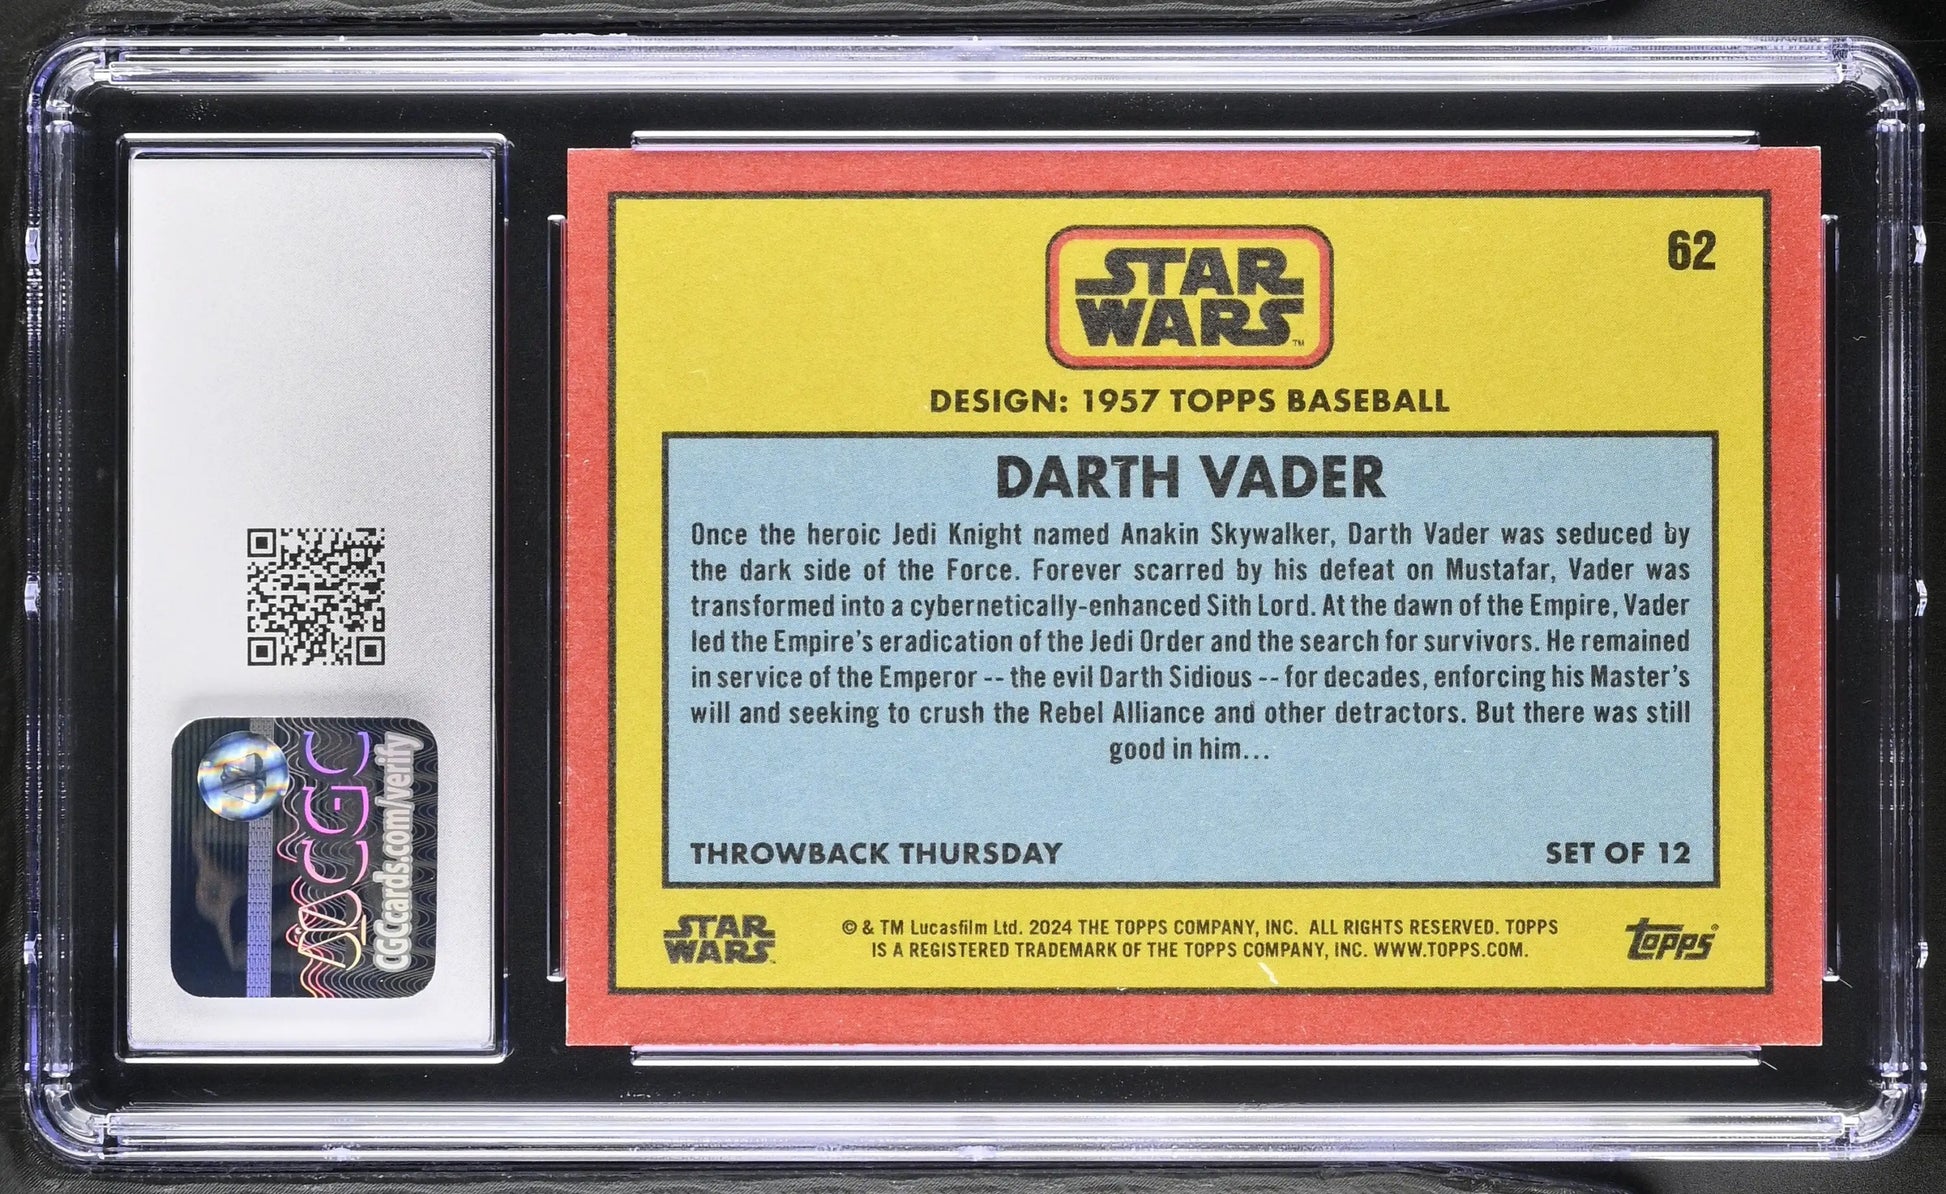 STAR
WARS
TM
62
DESIGN: 1957 TOPPS BASEBALL
DARTH VADER
Once the heroic Jedi Knight named Anakin Skywalker, Darth Vader was seduced by
the dark side of the Force. Forever scarred by his defeat on Mustafar, Vader was
transformed into a cybernetically-enhanced Sith Lord. At the dawn of the Empire, Vader
led the Empire's eradication of the Jedi Order and the search for survivors. He remained
in service of the Emperor -- the evil Darth Sidious -- for decades, enforcing his Master's
will and seeking to crush the Rebel Alliance and other detractors. But there was still
good in him...
THROWBACK THURSDAY
SET OF 12
STAR
WARS
© & TM Lucasfilm Ltd. 2024 THE TOPPS COMPANY, INC. ALL RIGHTS RESERVED. TOPPS
IS A REGISTERED TRADEMARK OF THE TOPPS COMPANY, INC. WWW.TOPPS.COM.
topps®
CGC
CGCcards.com/verify